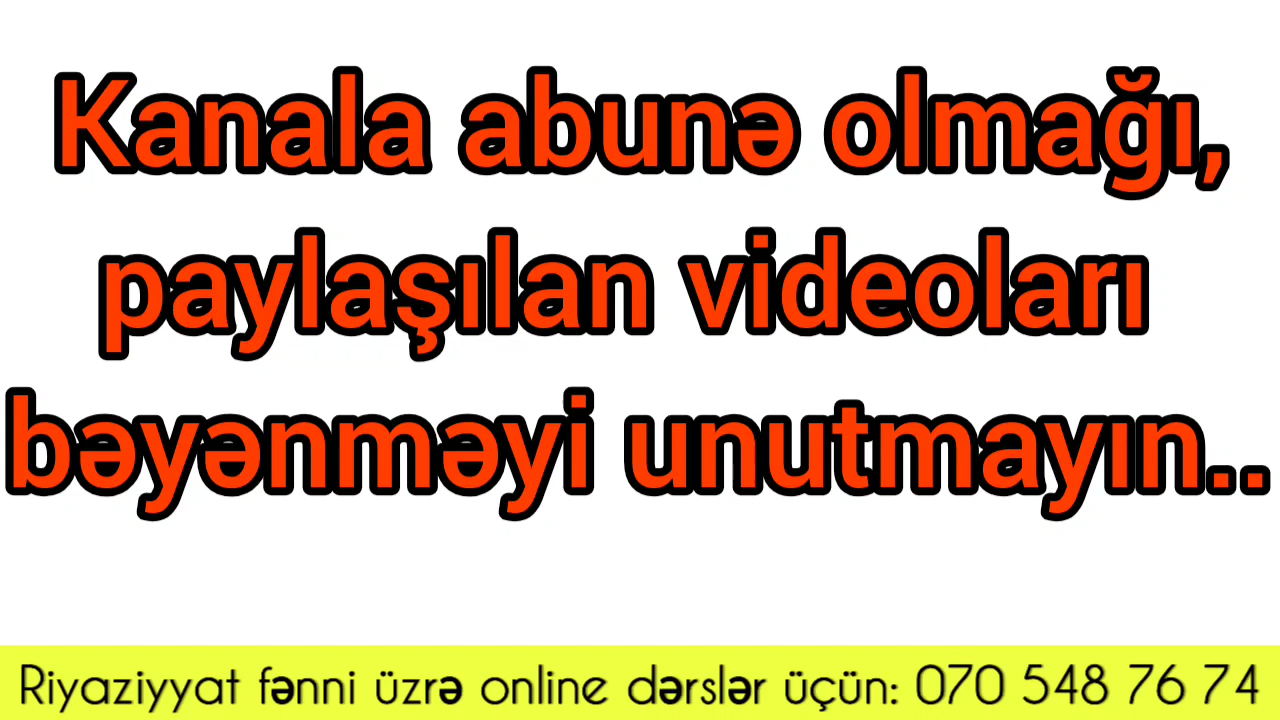 Kanala abunə olmağı,
paylaşılan videoları
bəyənməyi unutmayın..
Riyaziyyat fənni üzrə online dərslər üçün: 070 548 76 74